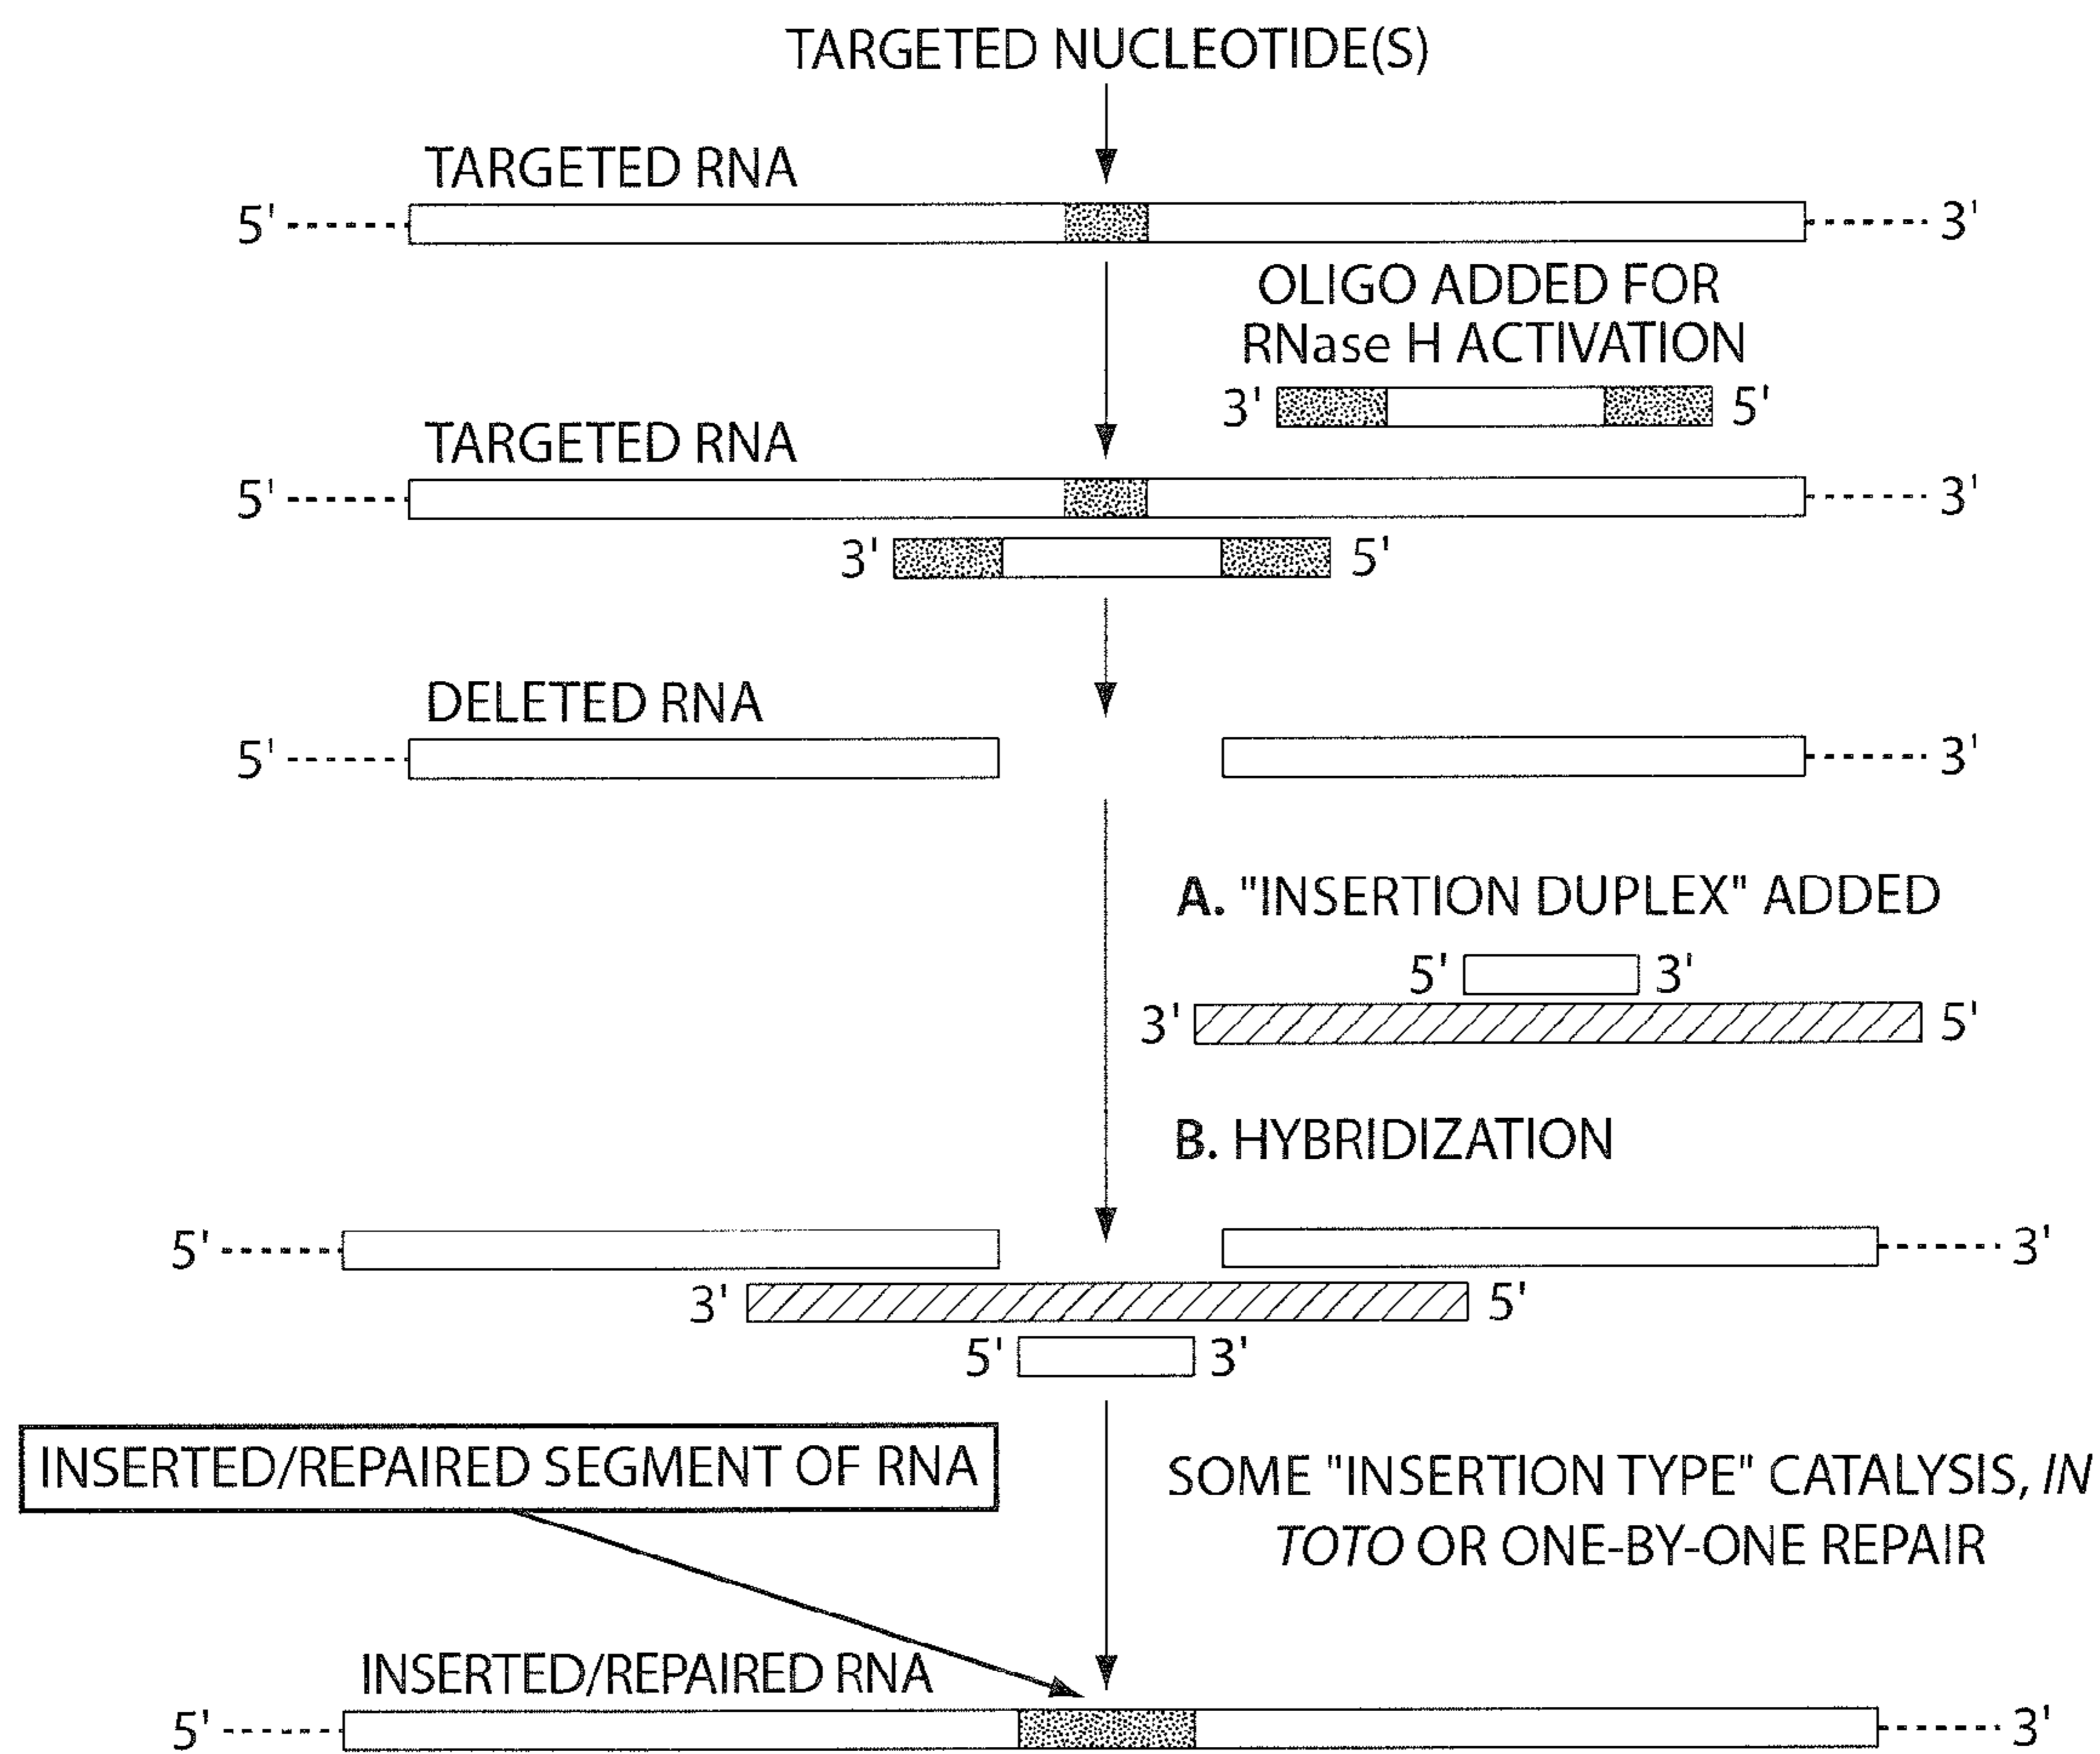 TARGETED NUCLEOTIDE(S)
TARGETED RNA
5' 3'
OLIGO ADDED FOR
RNase H ACTIVATION
3' 5'
TARGETED RNA
5' 3'
3' 5'
DELETED RNA
5' 3'
A. "INSERTION DUPLEX" ADDED
5' 3'
3' 5'
B. HYBRIDIZATION
5' 3'
3' 5'
5' 3'
INSERTED/REPAIRED SEGMENT OF RNA
SOME "INSERTION TYPE" CATALYSIS, IN
TOTO OR ONE-BY-ONE REPAIR
INSERTED/REPAIRED RNA
5' 3'